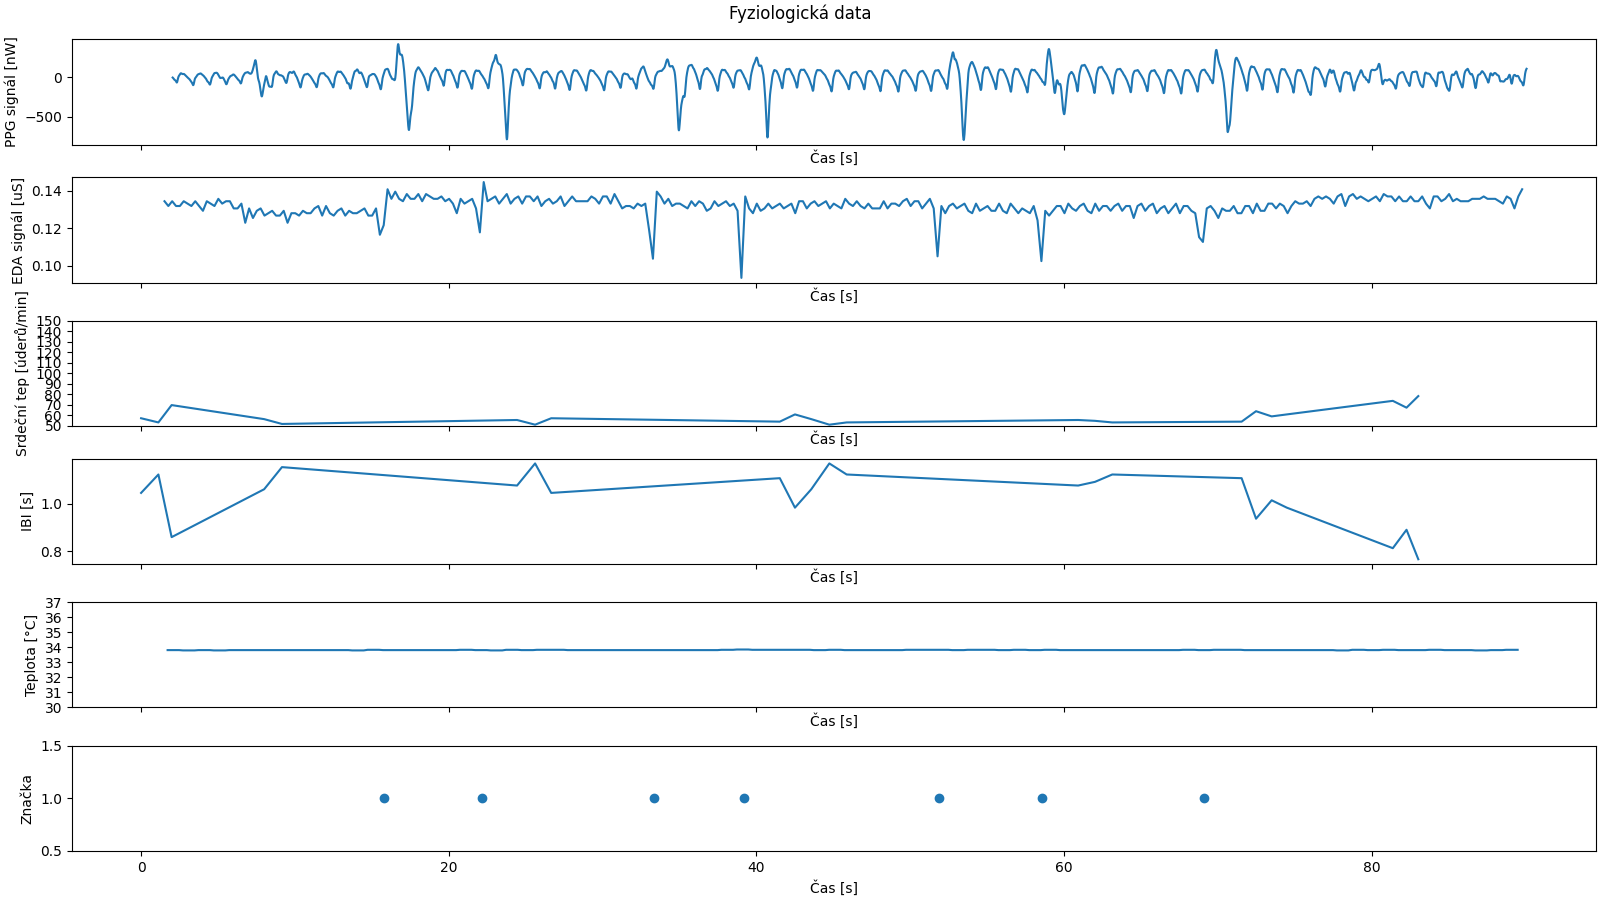 Fyziologická data
PPG signál [nW]
0
−500
Čas [s]
EDA signál [uS]
0.14
0.12
0.10
Čas [s]
Srdeční tep [úderů/min]
150
140
130
120
110
100
90
80
70
60
50
Čas [s]
IBI [s]
1.0
0.8
Čas [s]
Teplota [°C]
37
36
35
34
33
32
31
30
Čas [s]
Značka
1.5
1.0
0.5
0 20 40 60 80
Čas [s]